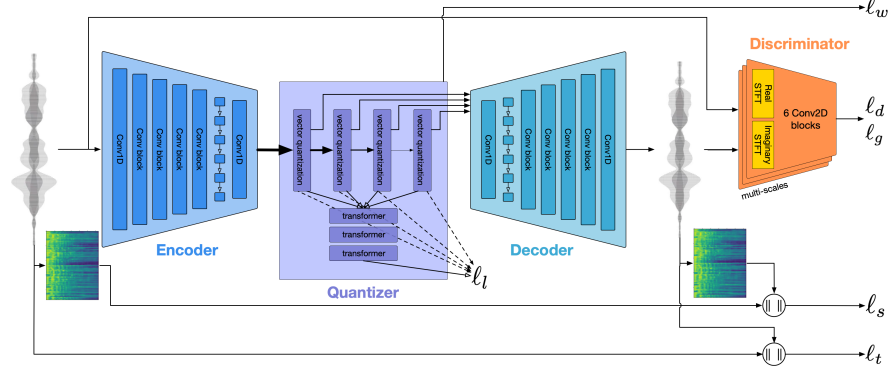 ℓw
Discriminator
Real
STFT
Imaginary
STFT
6 Conv2D
blocks
multi-scales
ℓd
ℓg
Conv1D
Conv block
Conv block
Conv block
Conv block
Conv1D
Encoder
vector quantization
vector quantization
vector quantization
vector quantization
transformer
transformer
transformer
Quantizer
ℓl
Conv1D
Conv block
Conv block
Conv block
Conv block
Conv1D
Decoder
|| ||
ℓs
|| ||
ℓt